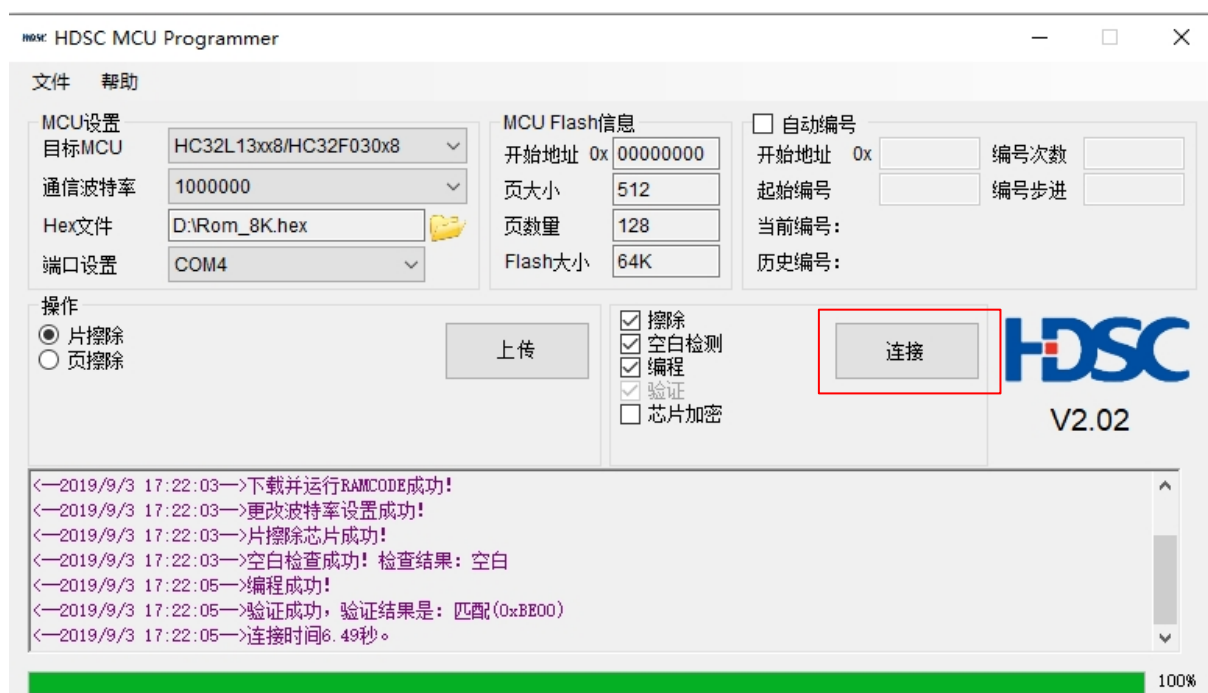 HDSC HDSC MCU Programmer
文件 帮助
MCU设置
目标MCU HC32L13xx8/HC32F030x8
通信波特率 1000000
Hex文件 D:\Rom_8K.hex
端口设置 COM4
MCU Flash信息
开始地址 0x 00000000
页大小 512
页数量 128
Flash大小 64K
自动编号
开始地址 0x 编号次数
起始编号 编号步进
当前编号:
历史编号:
操作
片擦除
页擦除
上传
擦除
空白检测
编程
验证
芯片加密
连接
HDSC
V2.02
<—2019/9/3 17:22:03—>下载并运行RAMCODE成功!
<—2019/9/3 17:22:03—>更改波特率设置成功!
<—2019/9/3 17:22:03—>片擦除芯片成功!
<—2019/9/3 17:22:03—>空白检查成功! 检查结果: 空白
<—2019/9/3 17:22:05—>编程成功!
<—2019/9/3 17:22:05—>验证成功，验证结果是: 匹配(0xBE00)
<—2019/9/3 17:22:05—>连接时间6.49秒。
100%